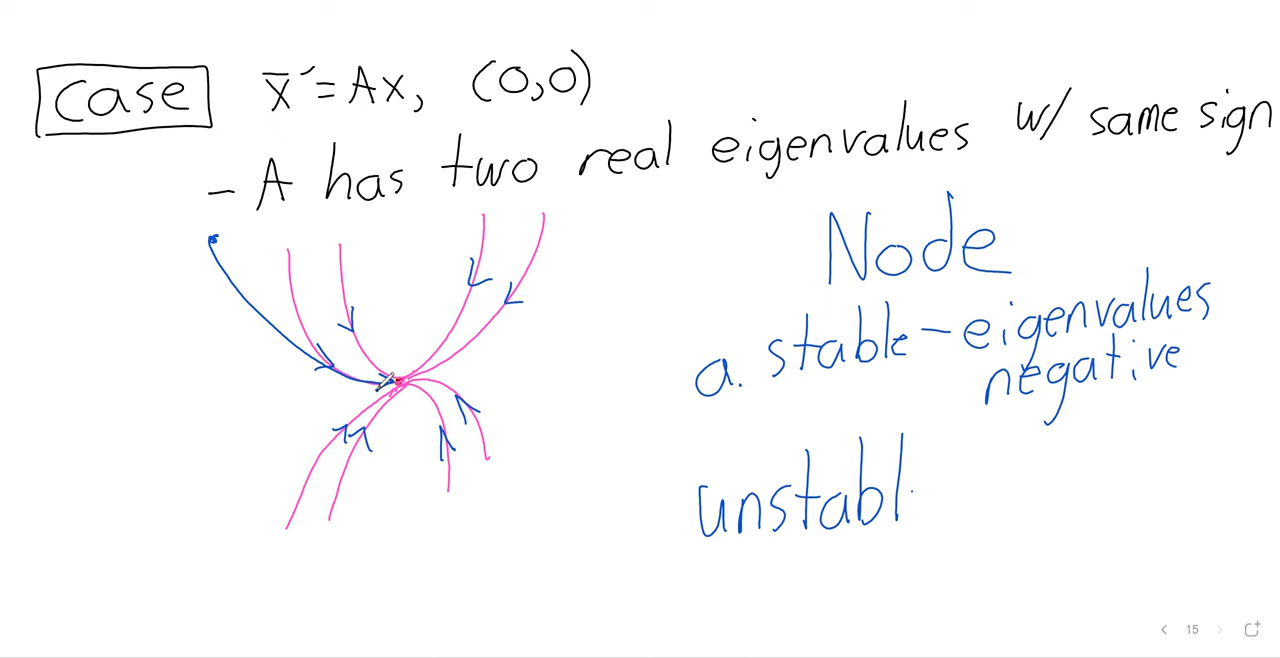 Case x̄′ = Ax, (0,0)
– A has two real eigenvalues w/ same sign
Node
a. stable – eigenvalues
negative
unstabl
15